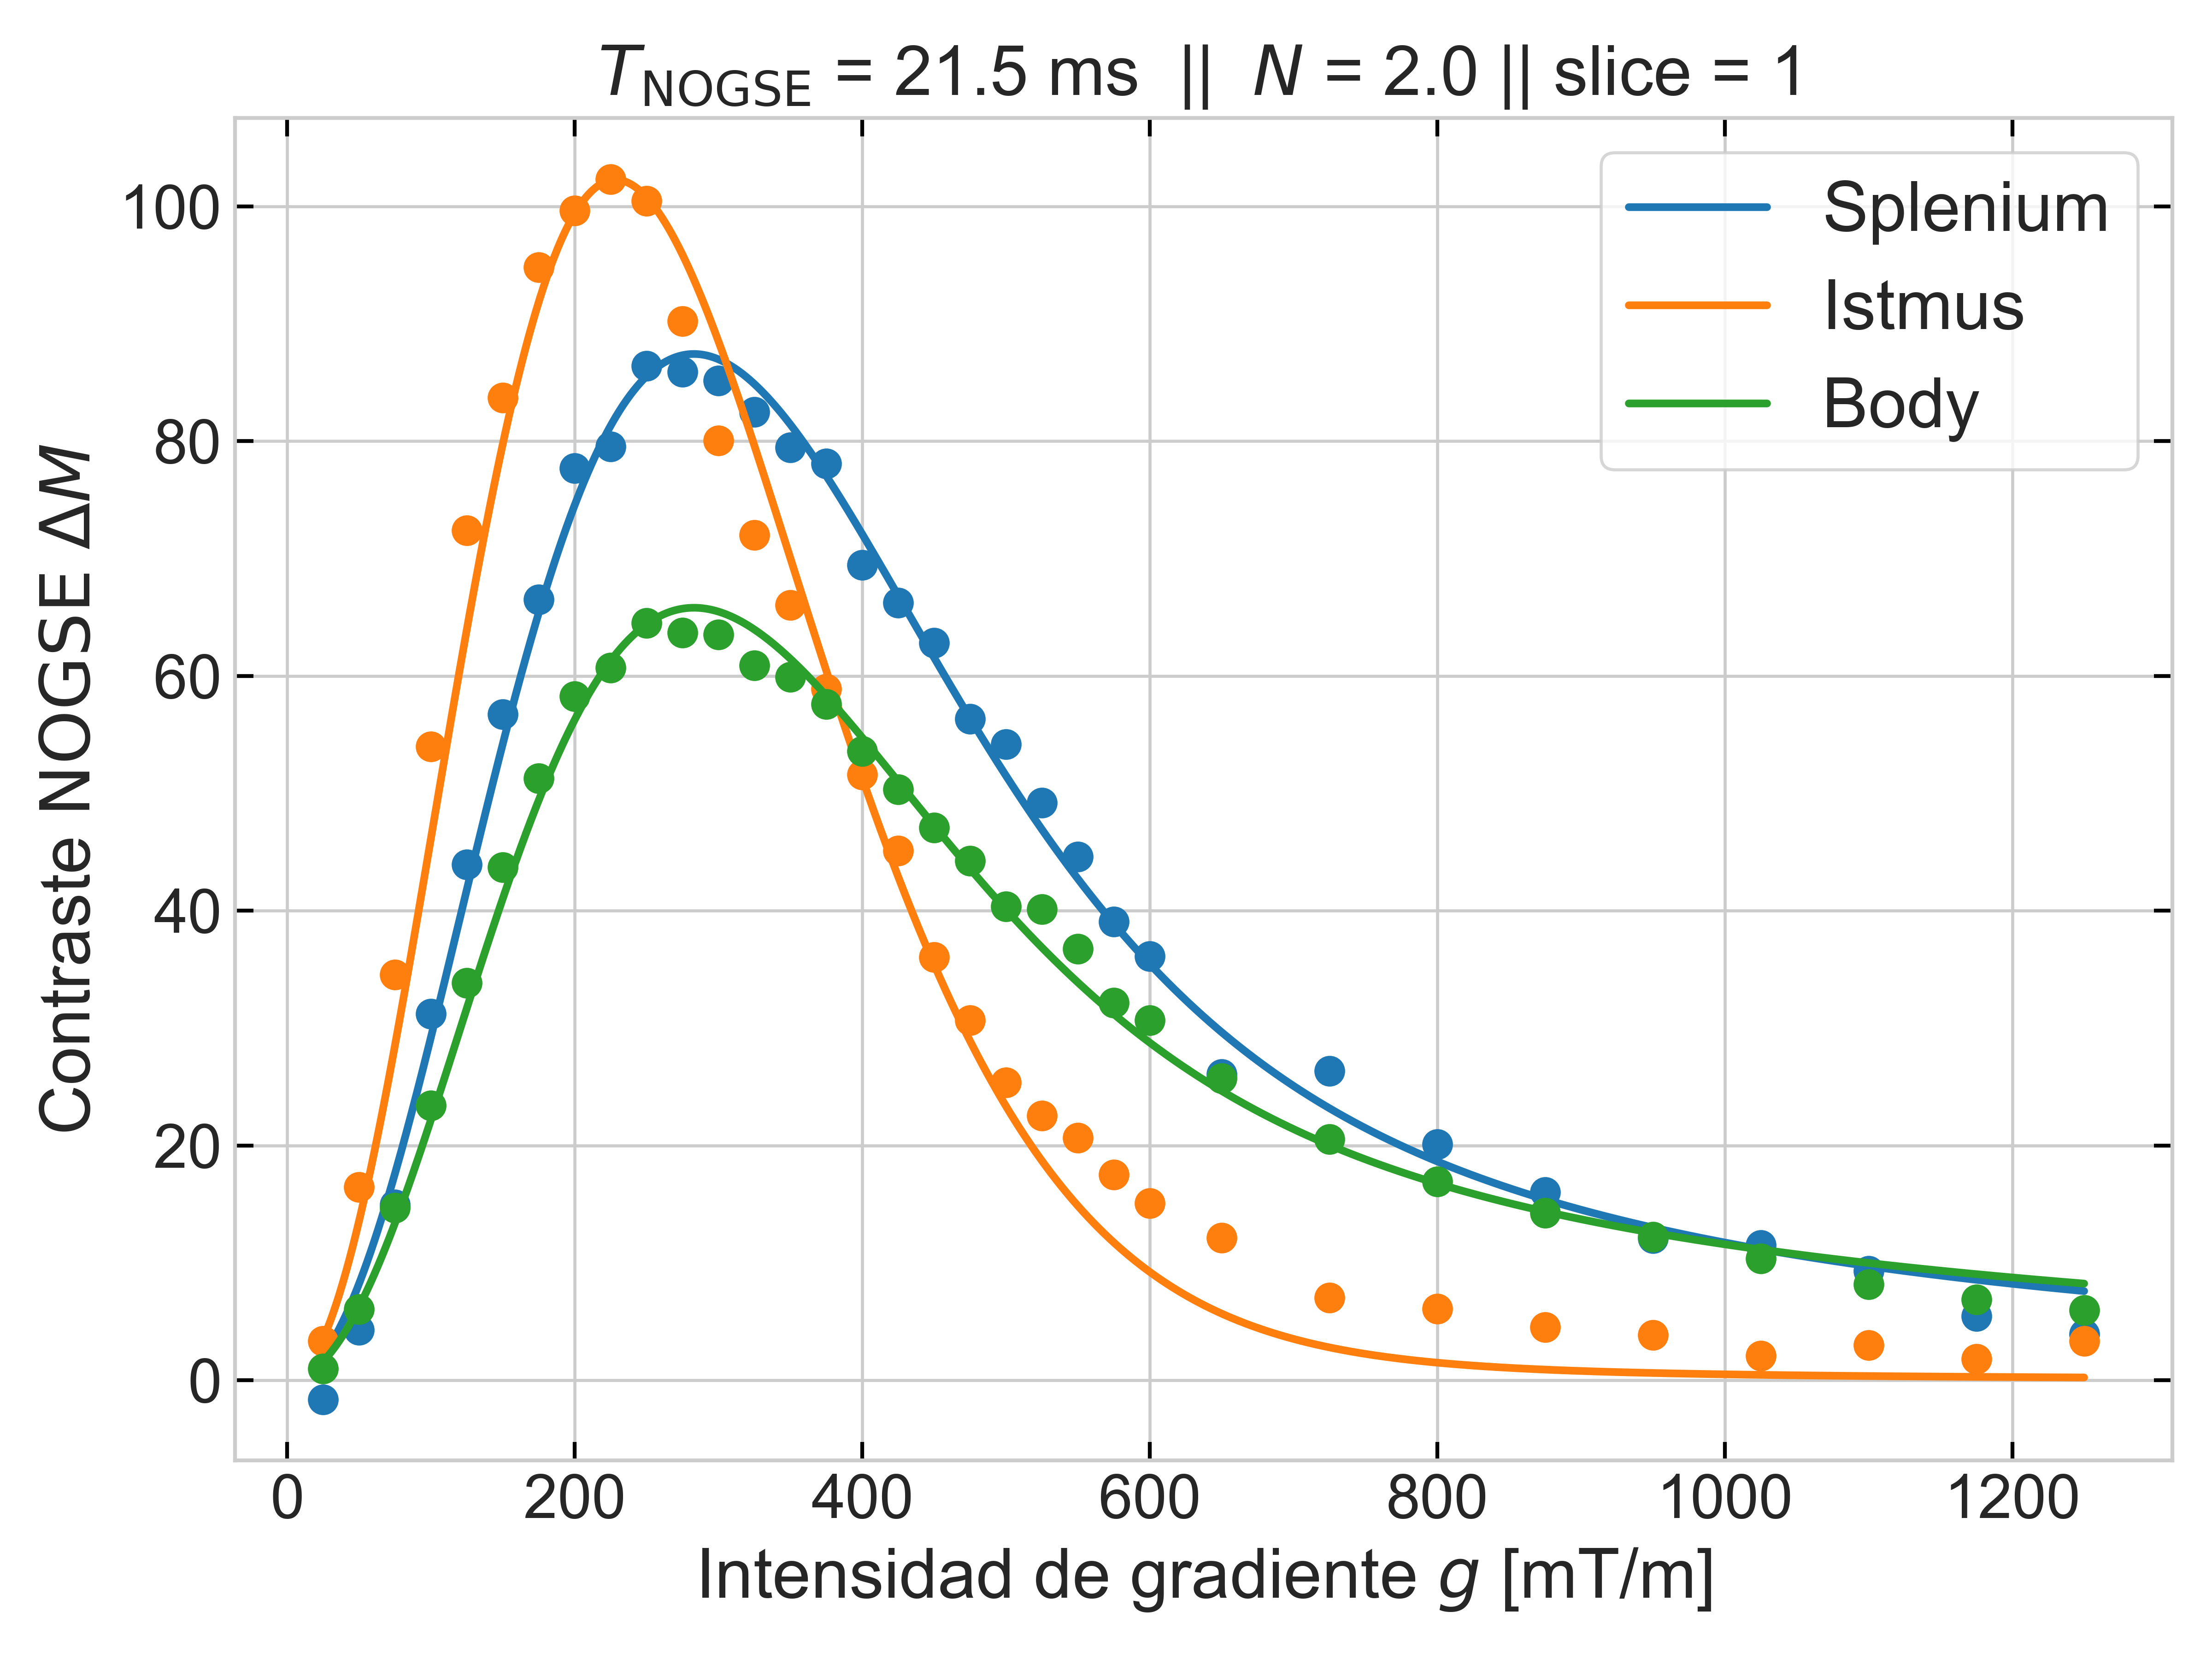 T_NOGSE = 21.5 ms || N = 2.0 || slice = 1
Contraste NOGSE ΔM
100
80
60
40
20
0
Splenium
Istmus
Body
0 200 400 600 800 1000 1200
Intensidad de gradiente g [mT/m]